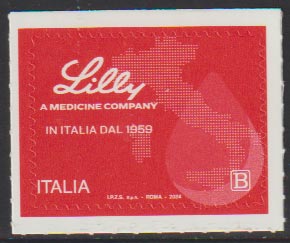 Lilly
A MEDICINE COMPANY
IN ITALIA DAL 1959
ITALIA
B
I.P.Z.S. S.p.A. - ROMA - 2024